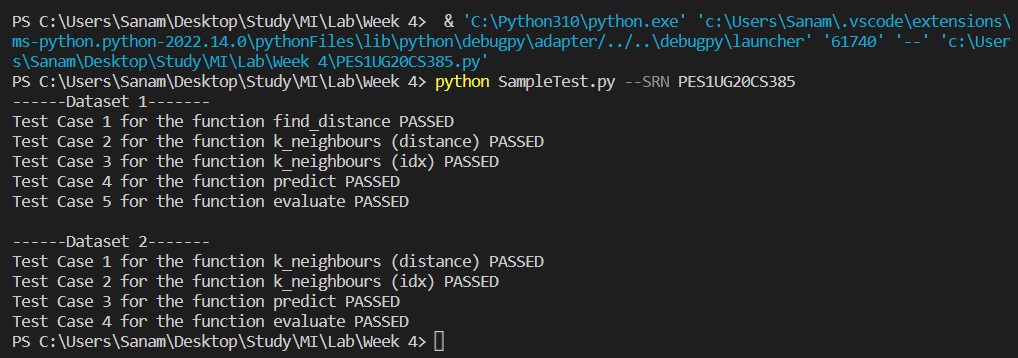 PS C:\Users\Sanam\Desktop\Study\MI\Lab\Week 4>  & 'C:\Python310\python.exe' 'c:\Users\Sanam\.vscode\extensions\
ms-python.python-2022.14.0\pythonFiles\lib\python\debugpy\adapter/../..\debugpy\launcher' '61740' '--' 'c:\User
s\Sanam\Desktop\Study\MI\Lab\Week 4\PES1UG20CS385.py'
PS C:\Users\Sanam\Desktop\Study\MI\Lab\Week 4> python SampleTest.py --SRN PES1UG20CS385
------Dataset 1-------
Test Case 1 for the function find_distance PASSED
Test Case 2 for the function k_neighbours (distance) PASSED
Test Case 3 for the function k_neighbours (idx) PASSED
Test Case 4 for the function predict PASSED
Test Case 5 for the function evaluate PASSED

------Dataset 2-------
Test Case 1 for the function k_neighbours (distance) PASSED
Test Case 2 for the function k_neighbours (idx) PASSED
Test Case 3 for the function predict PASSED
Test Case 4 for the function evaluate PASSED
PS C:\Users\Sanam\Desktop\Study\MI\Lab\Week 4>